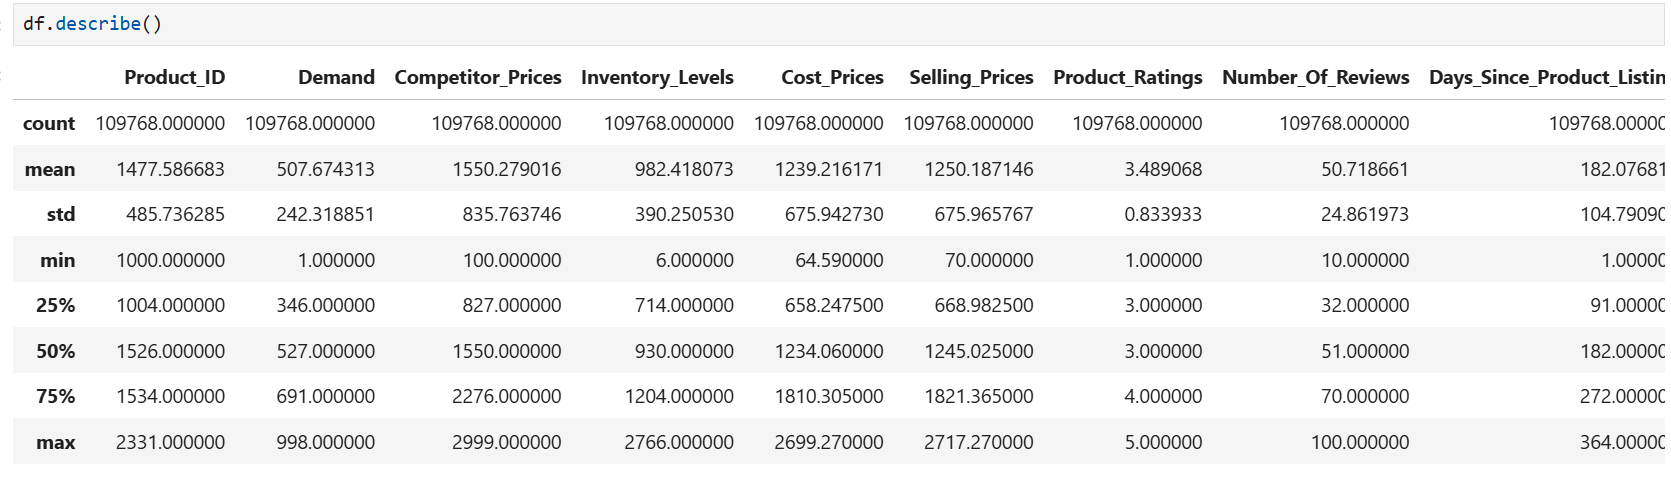 df.describe()
Product_ID Demand Competitor_Prices Inventory_Levels Cost_Prices Selling_Prices Product_Ratings Number_Of_Reviews Days_Since_Product_Listin
count 109768.000000 109768.000000 109768.000000 109768.000000 109768.000000 109768.000000 109768.000000 109768.000000 109768.00000
mean 1477.586683 507.674313 1550.279016 982.418073 1239.216171 1250.187146 3.489068 50.718661 182.07681
std 485.736285 242.318851 835.763746 390.250530 675.942730 675.965767 0.833933 24.861973 104.79090
min 1000.000000 1.000000 100.000000 6.000000 64.590000 70.000000 1.000000 10.000000 1.00000
25% 1004.000000 346.000000 827.000000 714.000000 658.247500 668.982500 3.000000 32.000000 91.00000
50% 1526.000000 527.000000 1550.000000 930.000000 1234.060000 1245.025000 3.000000 51.000000 182.00000
75% 1534.000000 691.000000 2276.000000 1204.000000 1810.305000 1821.365000 4.000000 70.000000 272.00000
max 2331.000000 998.000000 2999.000000 2766.000000 2699.270000 2717.270000 5.000000 100.000000 364.00000